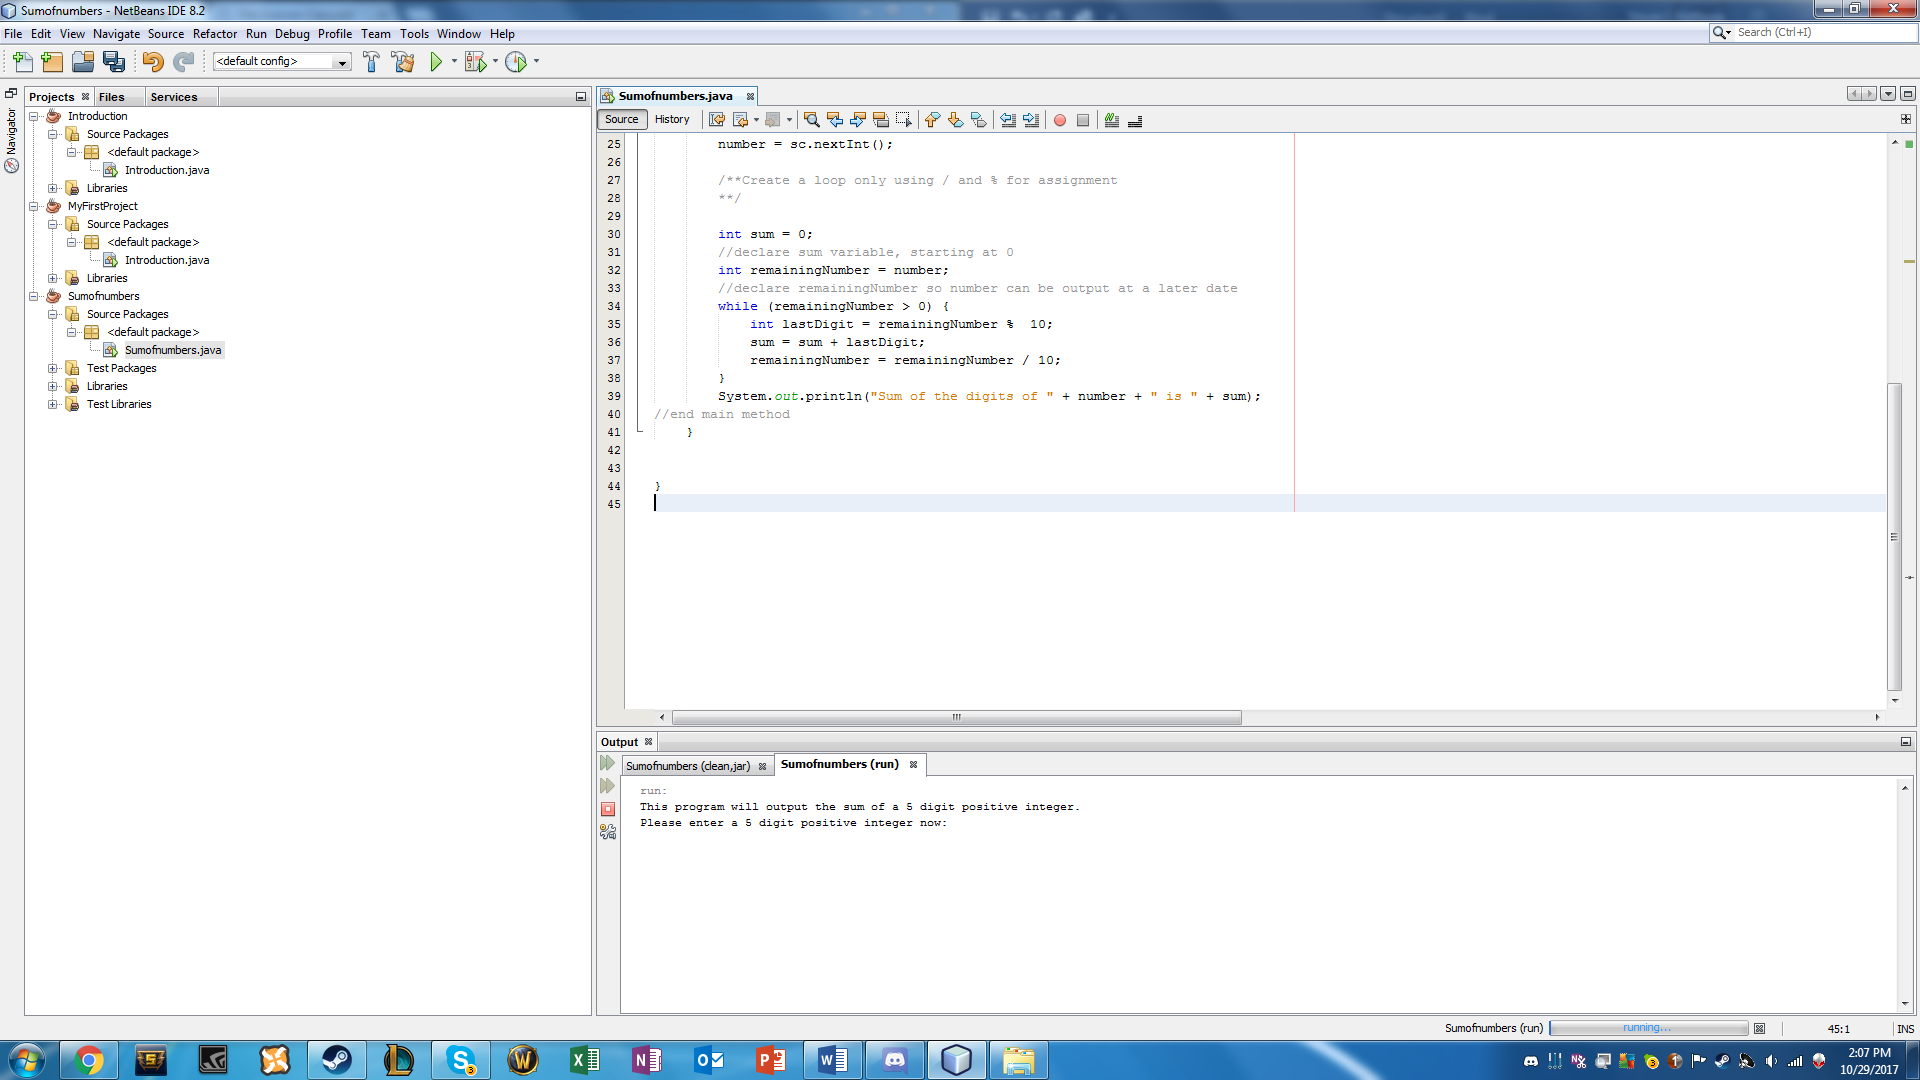 Sumofnumbers - NetBeans IDE 8.2
File Edit View Navigate Source Refactor Run Debug Profile Team Tools Window Help
Search (Ctrl+I)
<default config>
Projects Files Services
Navigator
Introduction
Source Packages
<default package>
Introduction.java
Libraries
MyFirstProject
Source Packages
<default package>
Introduction.java
Libraries
Sumofnumbers
Source Packages
<default package>
Sumofnumbers.java
Test Packages
Libraries
Test Libraries
Sumofnumbers.java
Source History
25 number = sc.nextInt();
26
27 /**Create a loop only using / and % for assignment
28 **/
29
30 int sum = 0;
31 //declare sum variable, starting at 0
32 int remainingNumber = number;
33 //declare remainingNumber so number can be output at a later date
34 while (remainingNumber > 0) {
35 int lastDigit = remainingNumber %  10;
36 sum = sum + lastDigit;
37 remainingNumber = remainingNumber / 10;
38 }
39 System.out.println("Sum of the digits of " + number + " is " + sum);
40 //end main method
41 }
42
43
44 }
45
Output
Sumofnumbers (clean,jar) Sumofnumbers (run)
run:
This program will output the sum of a 5 digit positive integer.
Please enter a 5 digit positive integer now:
Sumofnumbers (run) running... 45:1 INS
2:07 PM
10/29/2017